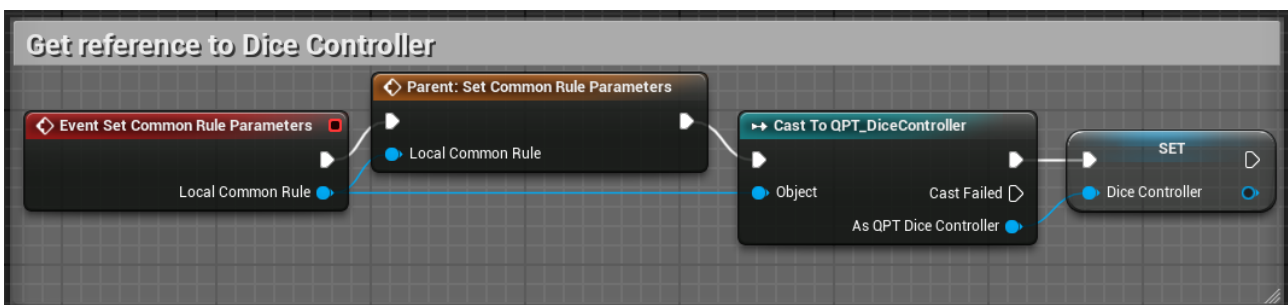 Get reference to Dice Controller
Parent: Set Common Rule Parameters
Local Common Rule
Event Set Common Rule Parameters
Local Common Rule
Cast To QPT_DiceController
Object
Cast Failed
As QPT Dice Controller
SET
Dice Controller